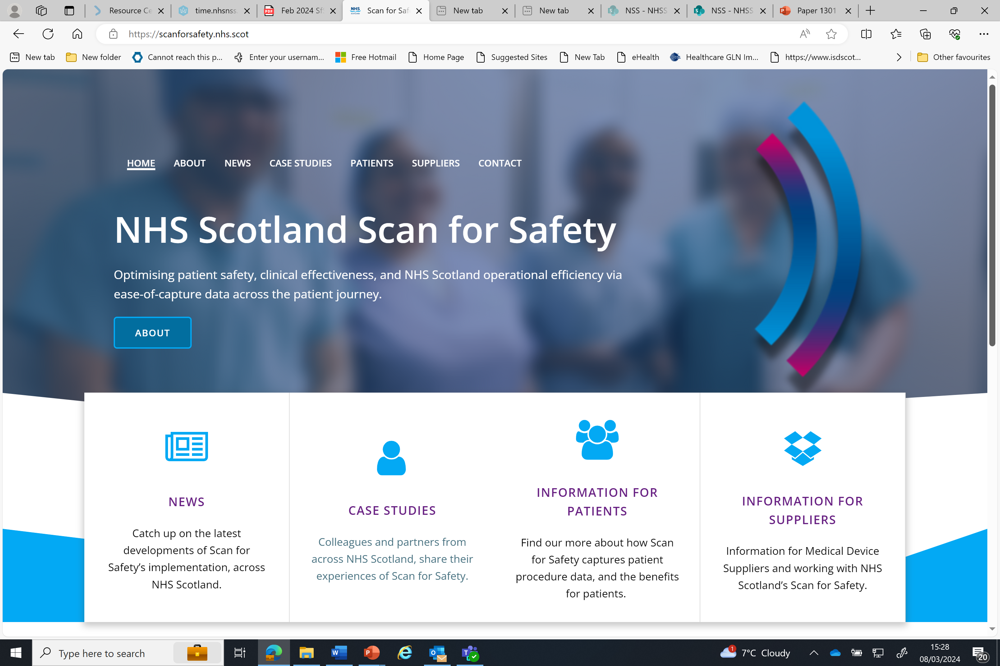 Resource Ce
time.nhsnss.
PDF
Feb 2024 Sf
NHS
SCOTLAND
Scan for Saf
New tab
New tab
S
NSS - NHSS
S
NSS - NHSS
P
Paper 1301
https://scanforsafety.nhs.scot
New tab
New folder
Cannot reach this p...
Enter your usernam...
Free Hotmail
Home Page
Suggested Sites
New Tab
eHealth
Healthcare GLN Im...
https://www.isdscot...
Other favourites
HOME ABOUT NEWS CASE STUDIES PATIENTS SUPPLIERS CONTACT
NHS Scotland Scan for Safety
Optimising patient safety, clinical effectiveness, and NHS Scotland operational efficiency via
ease-of-capture data across the patient journey.
ABOUT
NEWS
Catch up on the latest
developments of Scan for
Safety’s implementation, across
NHS Scotland.
CASE STUDIES
Colleagues and partners from
across NHS Scotland, share their
experiences of Scan for Safety.
INFORMATION FOR
PATIENTS
Find our more about how Scan
for Safety captures patient
procedure data, and the benefits
for patients.
INFORMATION FOR
SUPPLIERS
Information for Medical Device
Suppliers and working with NHS
Scotland’s Scan for Safety.
Type here to search
W
P
O
T
1
7°C Cloudy
15:28
08/03/2024
20